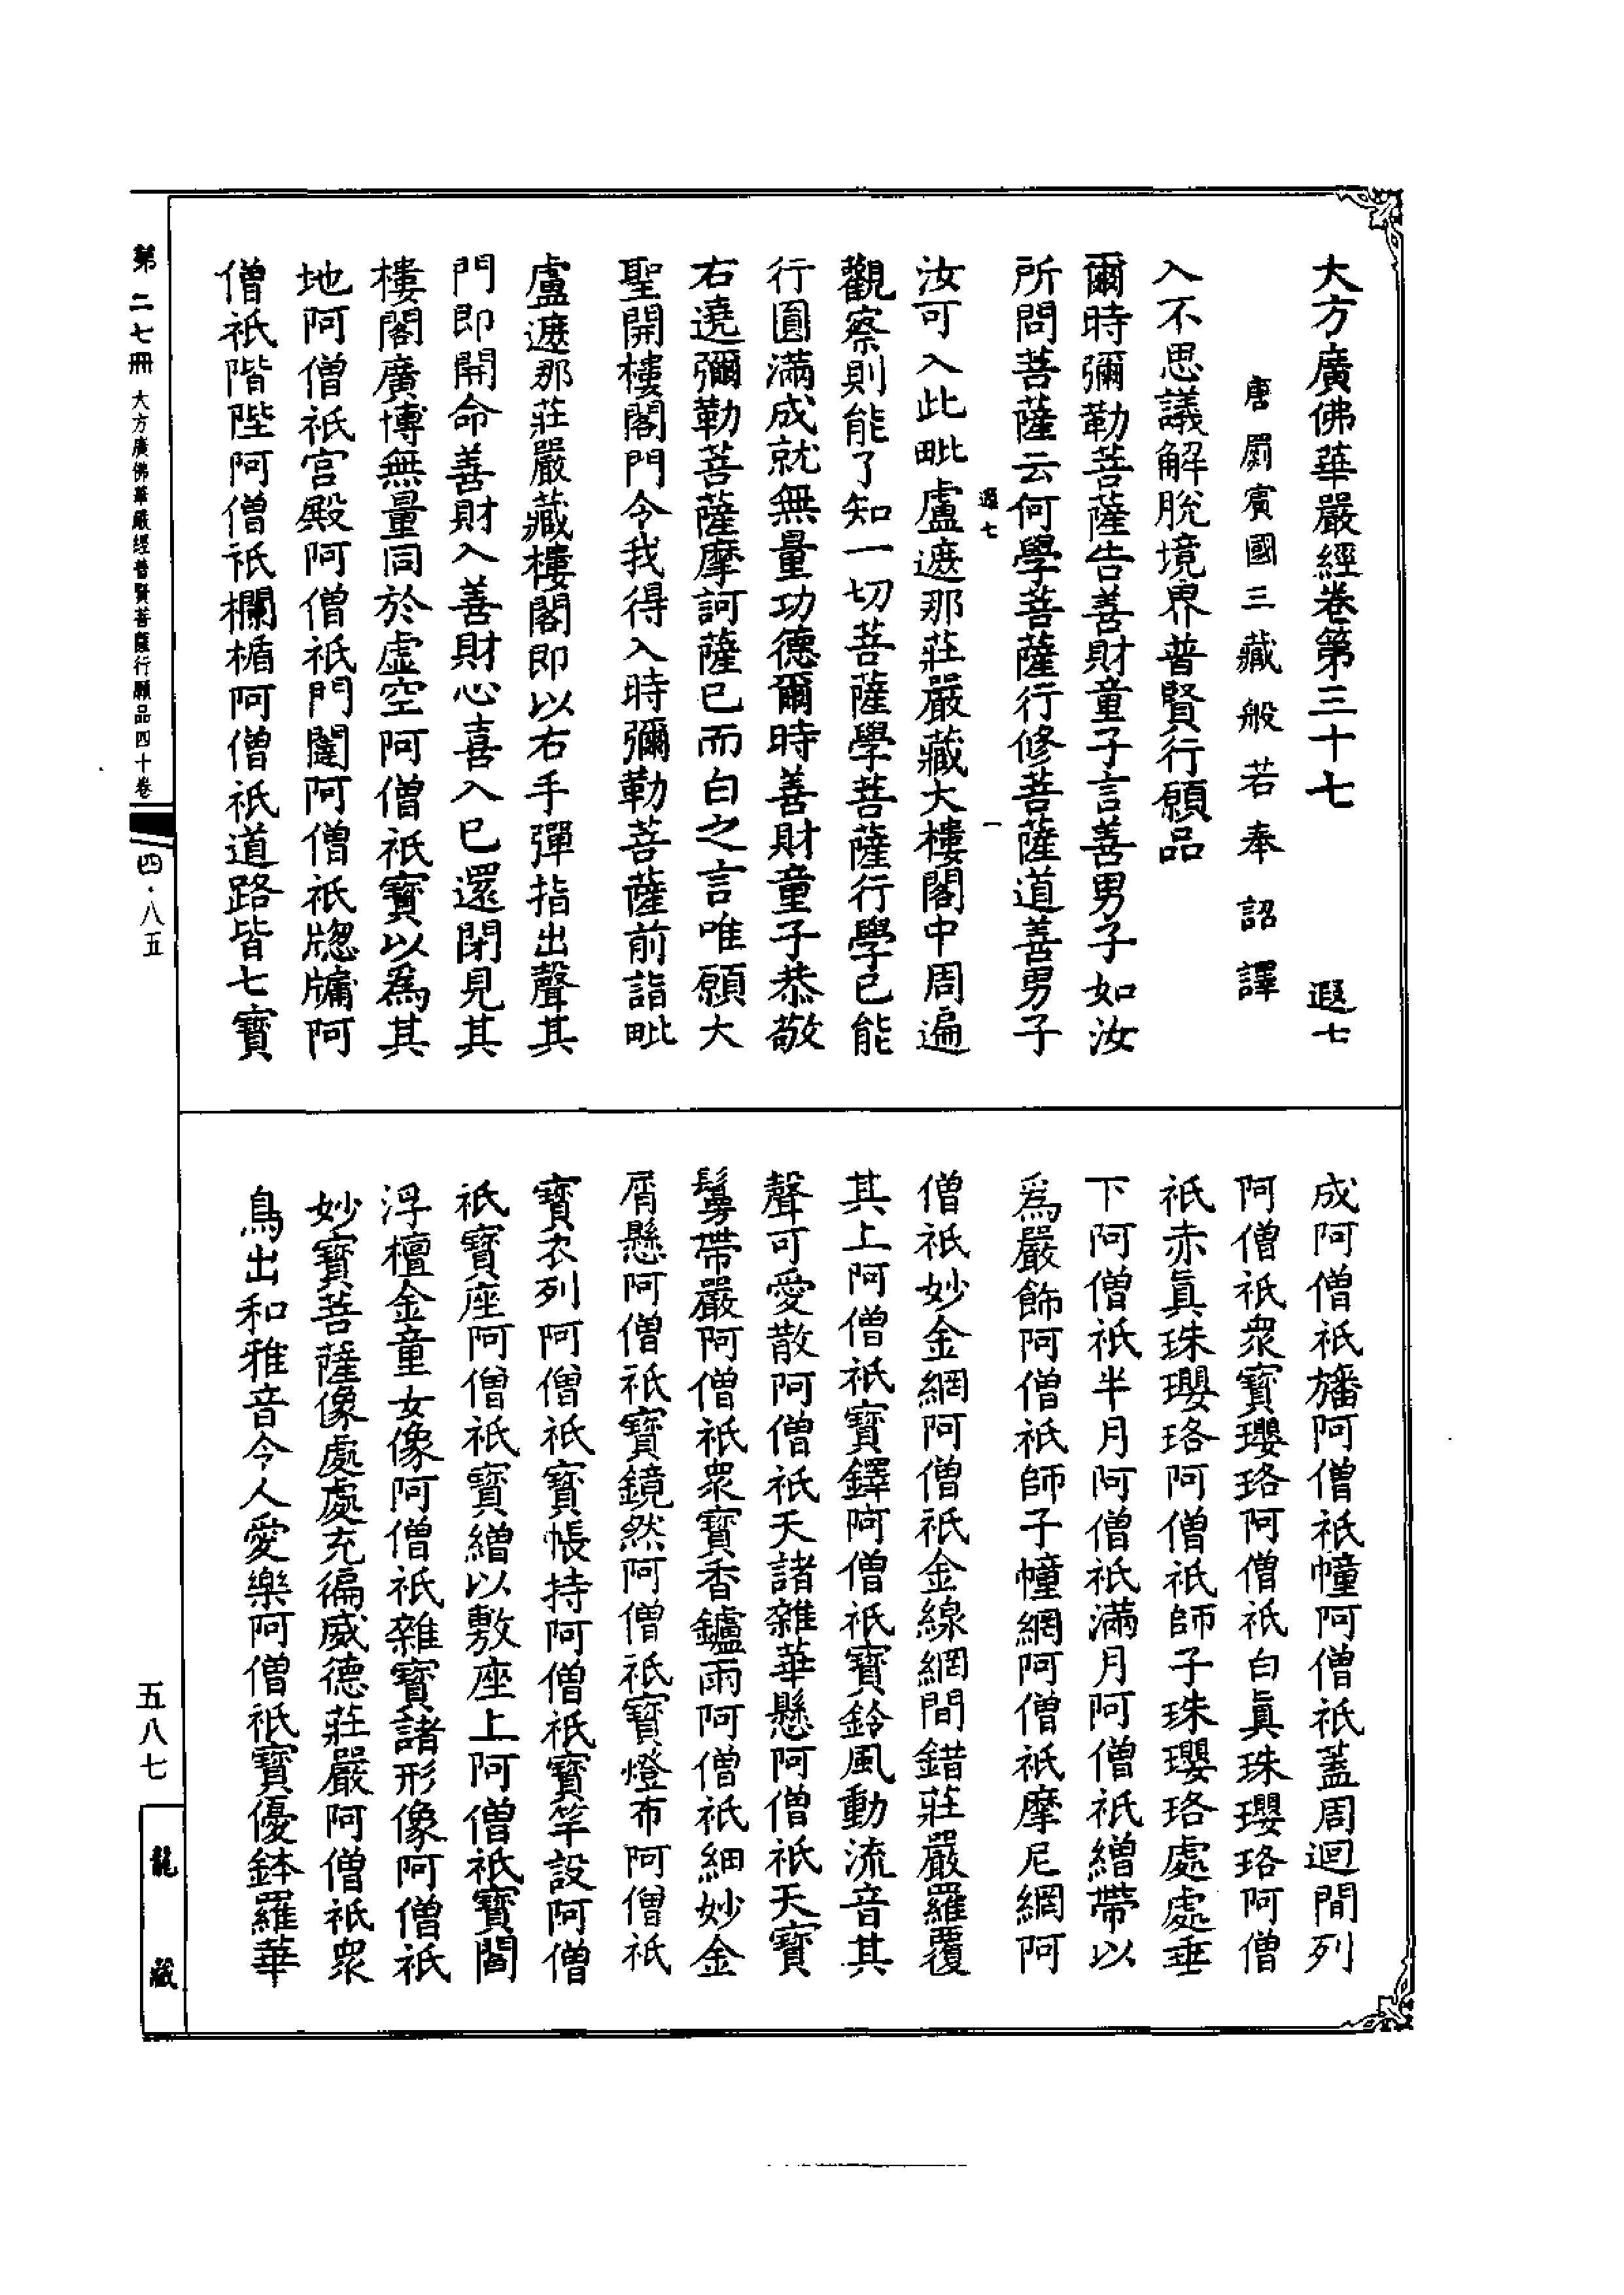 大方廣佛華嚴經卷第三十七　遐七
唐罽賓國三藏般若奉詔譯
入不思議解脫境界普賢行願品
爾時彌勒菩薩告善財童子言善男子如汝
所問菩薩云何學菩薩行修菩薩道善男子
遐七　一
汝可入此毗盧遮那莊嚴藏大樓閣中周遍
觀察則能了知一切菩薩學菩薩行學已能
行圓滿成就無量功德爾時善財童子恭敬
右遶彌勒菩薩摩訶薩已而白之言唯願大
聖開樓閣門令我得入時彌勒菩薩前詣毗
盧遮那莊嚴藏樓閣即以右手彈指出聲其
門即開命善財入善財心喜入已還閉見其
樓閣廣博無量同於虛空阿僧祇寶以爲其
地阿僧祇宮殿阿僧祇門闥阿僧祇牕牖阿
僧祇階陛阿僧祇欄楯阿僧祇道路皆七寶
成阿僧祇旛阿僧祇幢阿僧祇蓋周迴間列
阿僧祇衆寶瓔珞阿僧祇白眞珠瓔珞阿僧
祇赤眞珠瓔珞阿僧祇師子珠瓔珞處處垂
下阿僧祇半月阿僧祇滿月阿僧祇繒帶以
爲嚴飾阿僧祇師子幢網阿僧祇摩尼網阿
僧祇妙金網阿僧祇金線網間錯莊嚴羅覆
其上阿僧祇寶鐸阿僧祇寶鈴風動流音其
聲可愛散阿僧祇天諸雜華懸阿僧祇天寶
鬘帶嚴阿僧祇衆寶香鑪雨阿僧祇細妙金
屑懸阿僧祇寶鏡然阿僧祇寶燈布阿僧祇
寶衣列阿僧祇寶帳持阿僧祇寶竿設阿僧
祇寶座阿僧祇寶繒以敷座上阿僧祇寶閻
浮檀金童女像阿僧祇雜寶諸形像阿僧祇
妙寶菩薩像處處充徧威德莊嚴阿僧祇衆
鳥出和雅音令人愛樂阿僧祇寶優鉢羅華
第二七冊　大方廣佛華嚴經普賢菩薩行願品四十卷
四·八五
五八七
龍藏